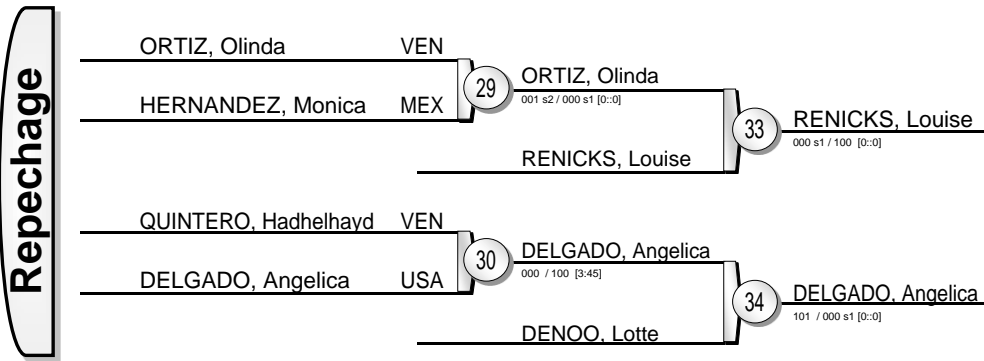 Repechage
ORTIZ, Olinda VEN
HERNANDEZ, Monica MEX
29
ORTIZ, Olinda
001 s2 / 000 s1 [0::0]
RENICKS, Louise
33
RENICKS, Louise
000 s1 / 100 [0::0]
QUINTERO, Hadhelhayd VEN
DELGADO, Angelica USA
30
DELGADO, Angelica
000 / 100 [3:45]
DENOO, Lotte
34
DELGADO, Angelica
101 / 000 s1 [0::0]